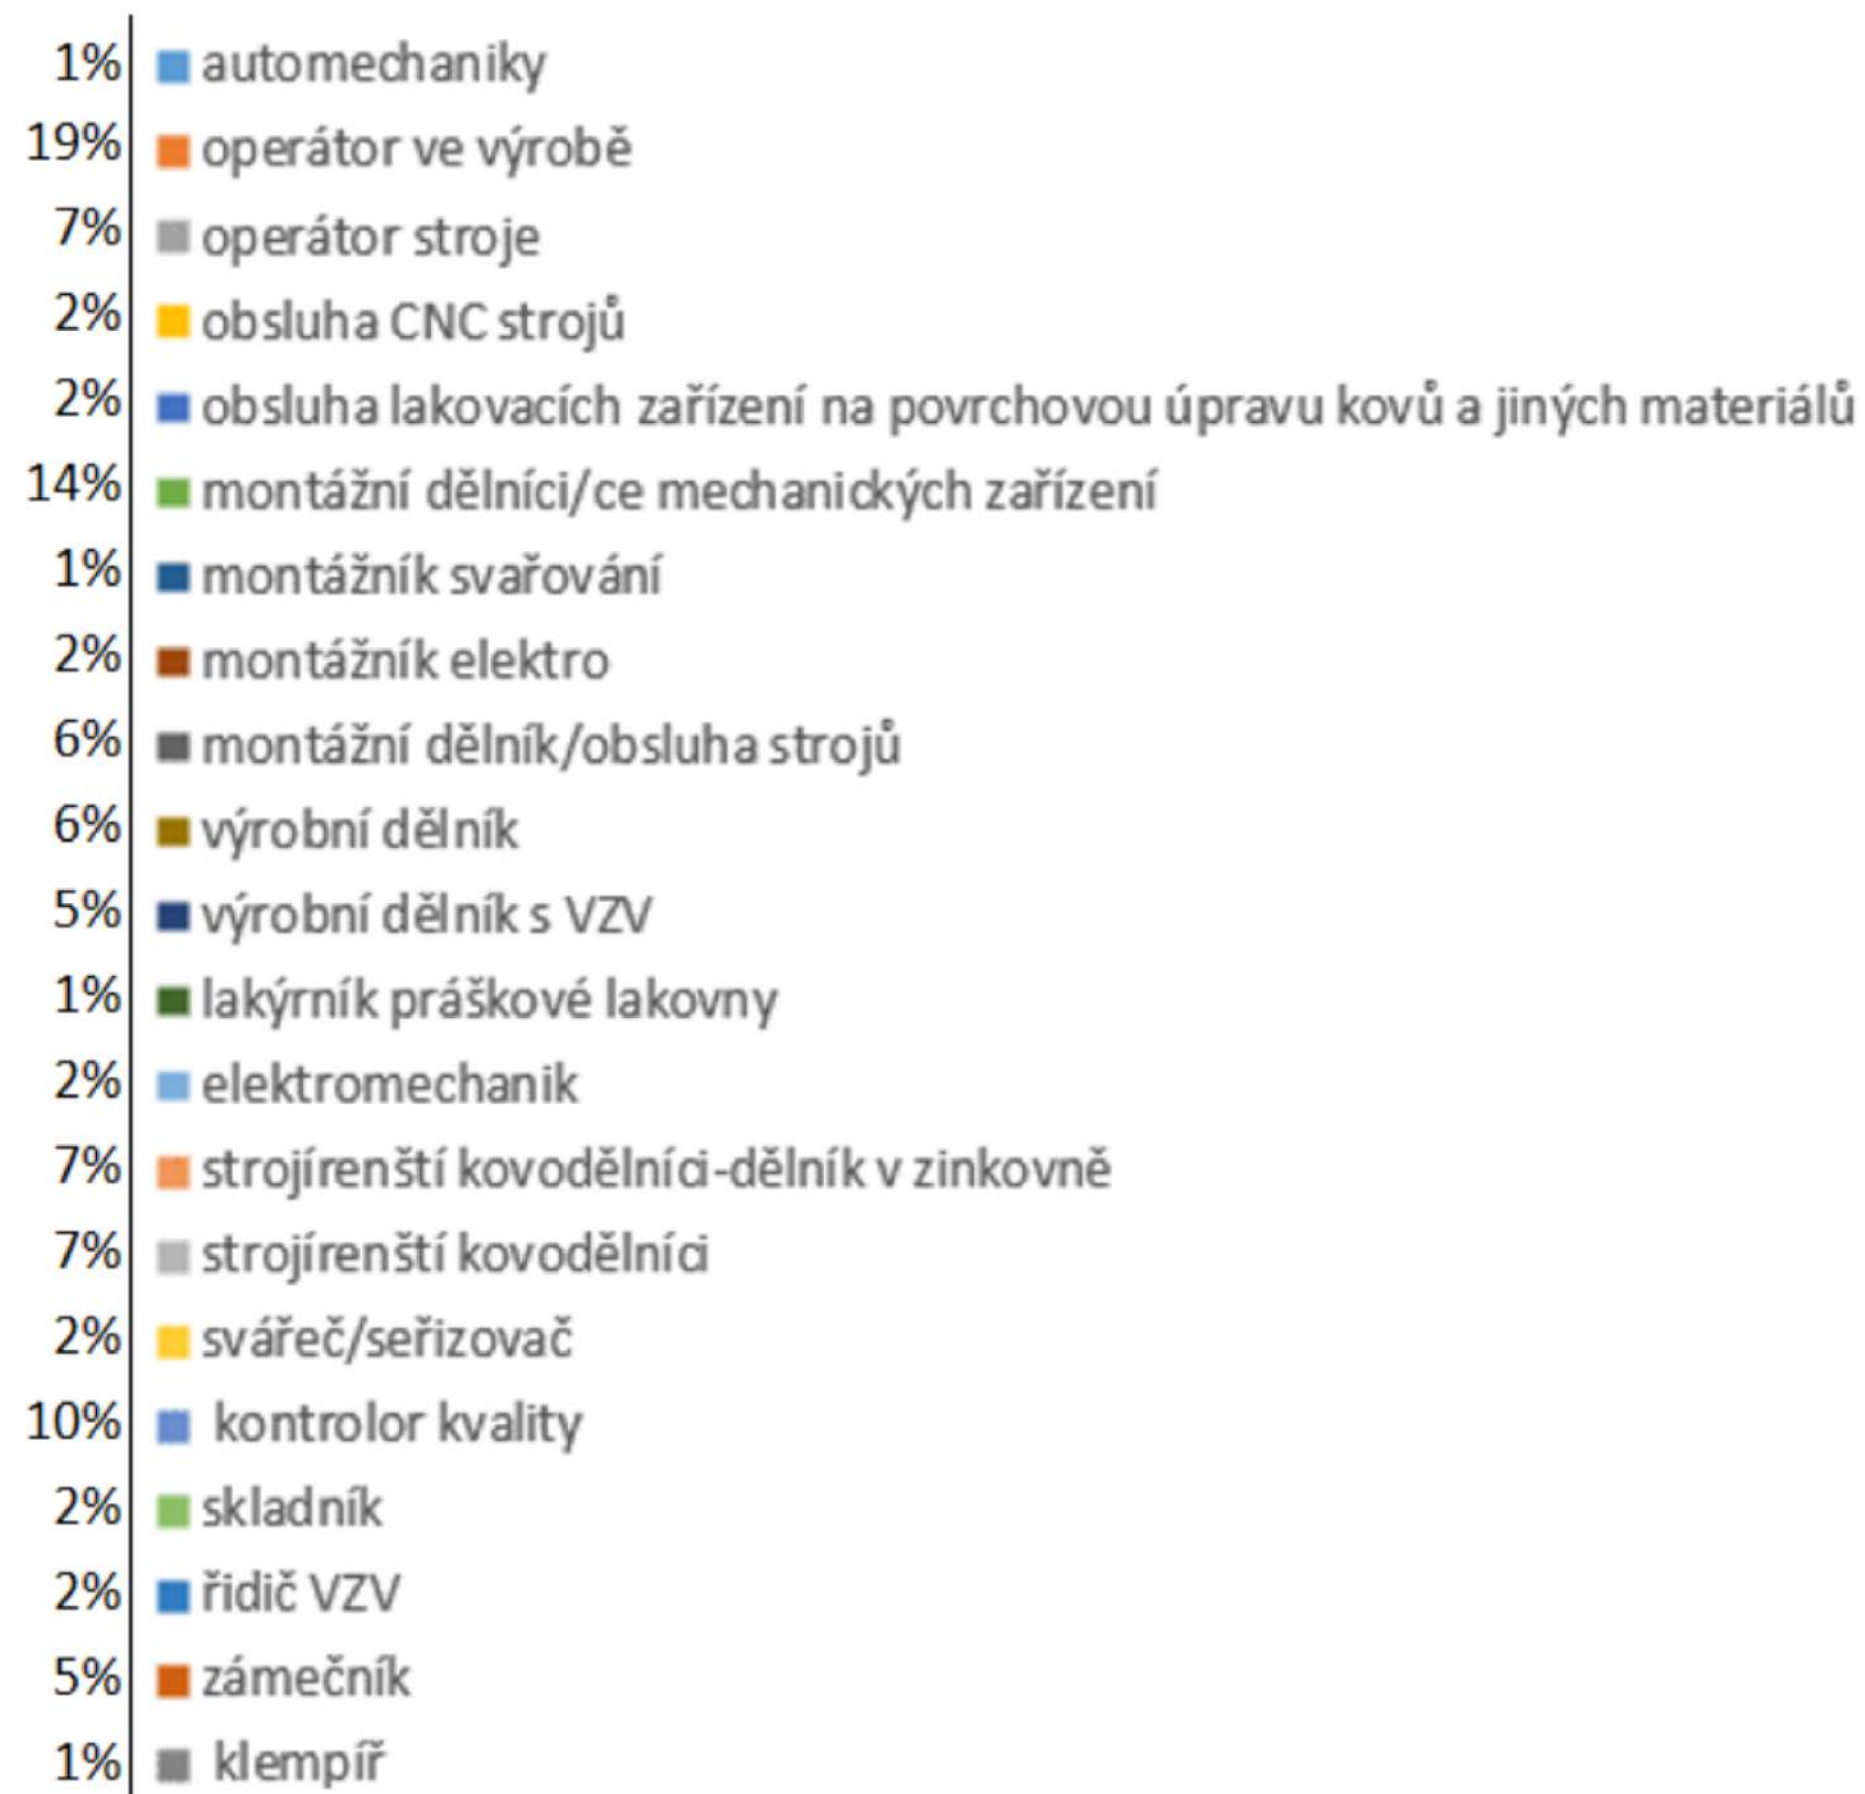 1% automechaniky
19% operátor ve výrobě
7% operátor stroje
2% obsluha CNC strojů
2% obsluha lakovacích zařízení na povrchovou úpravu kovů a jiných materiálů
14% montážní dělníci/ce mechanických zařízení
1% montážník svařování
2% montážník elektro
6% montážní dělník/obsluha strojů
6% výrobní dělník
5% výrobní dělník s VZV
1% lakýrník práškové lakovny
2% elektromechanik
7% strojírenští kovodělníci-dělník v zinkovně
7% strojírenští kovodělníci
2% svářeč/seřizovač
10% kontrolor kvality
2% skladník
2% řidič VZV
5% zámečník
1% klempíř